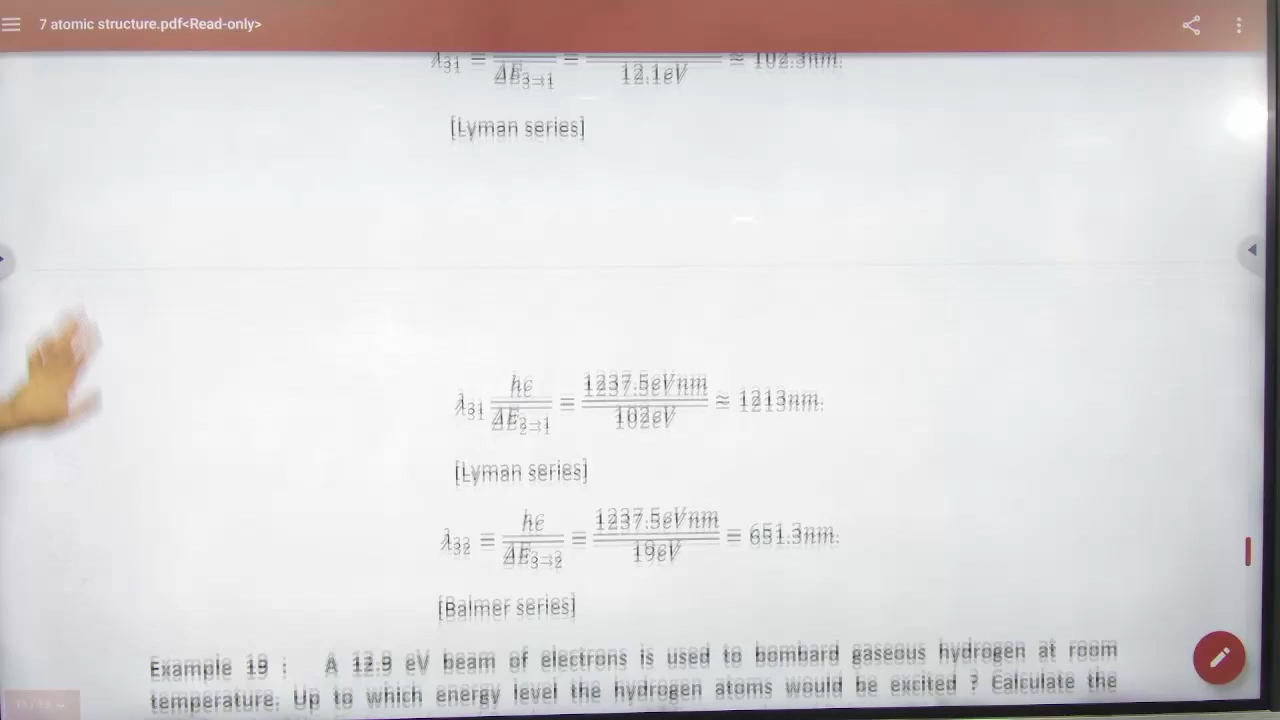 7 atomic structure.pdf<Read-only>
λ31 = ΔE3→1 = 12.1eV ≈ 102.3nm.
[Lyman series]
λ31 hc/ΔE2→1 = 1237.5eVnm/102eV ≈ 1213nm.
[Lyman series]
λ32 = hc/ΔE3→2 = 1237.5eVnm/19eV = 651.3nm.
[Balmer series]
Example 19 : A 12.9 eV beam of electrons is used to bombard gaseous hydrogen at room
temperature. Up to which energy level the hydrogen atoms would be excited ? Calculate the